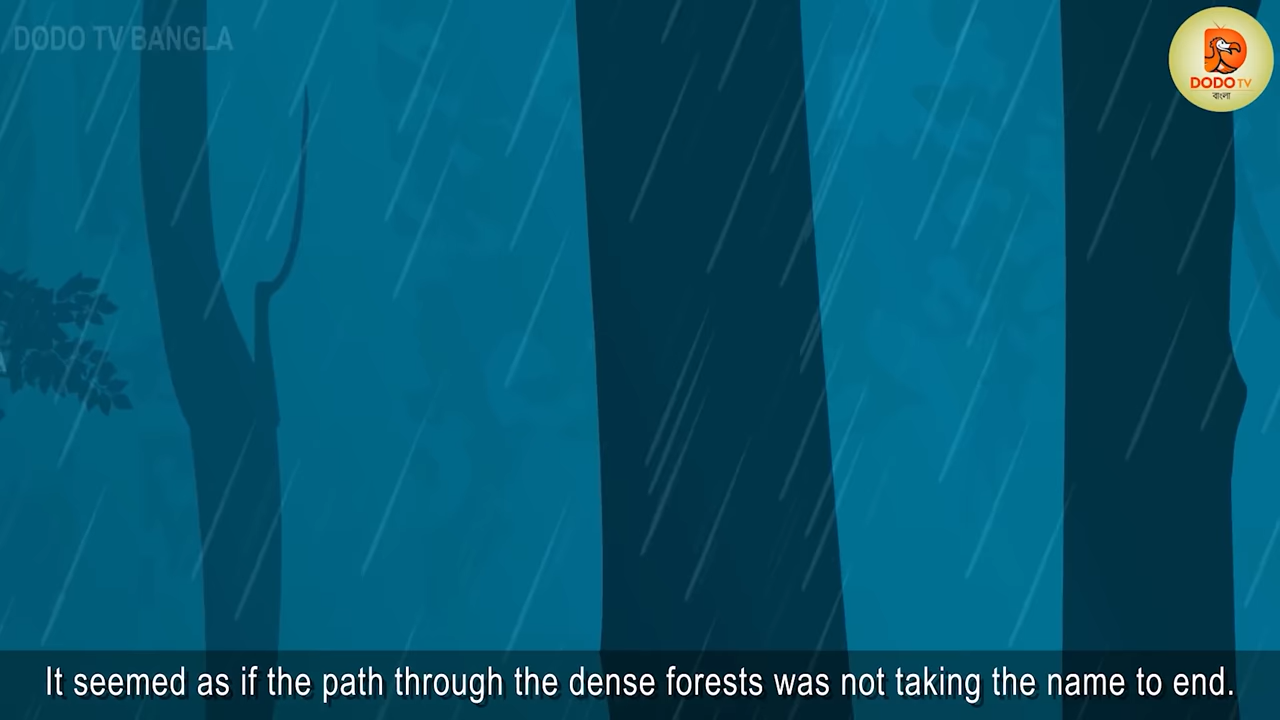 DODO TV BANGLA
DODO TV
বাংলা
It seemed as if the path through the dense forests was not taking the name to end.